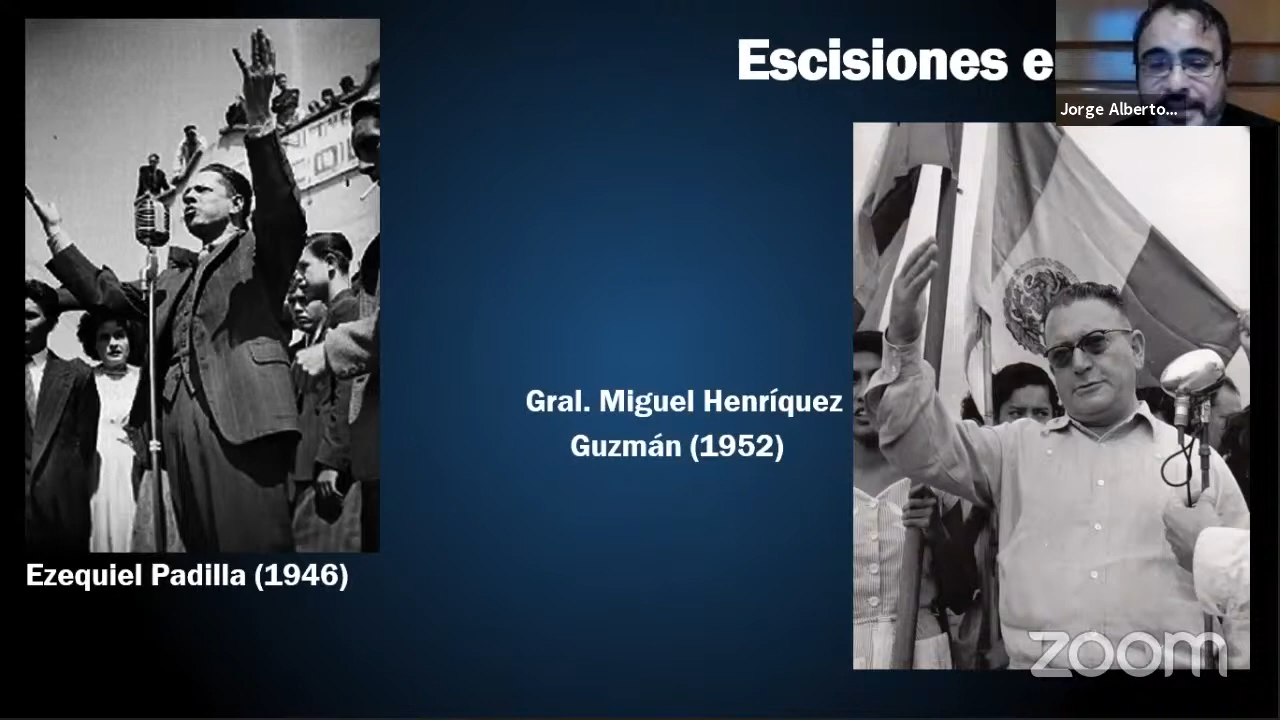 Escisiones e
Jorge Alberto...
Gral. Miguel Henríquez
Guzmán (1952)
Ezequiel Padilla (1946)
zoom